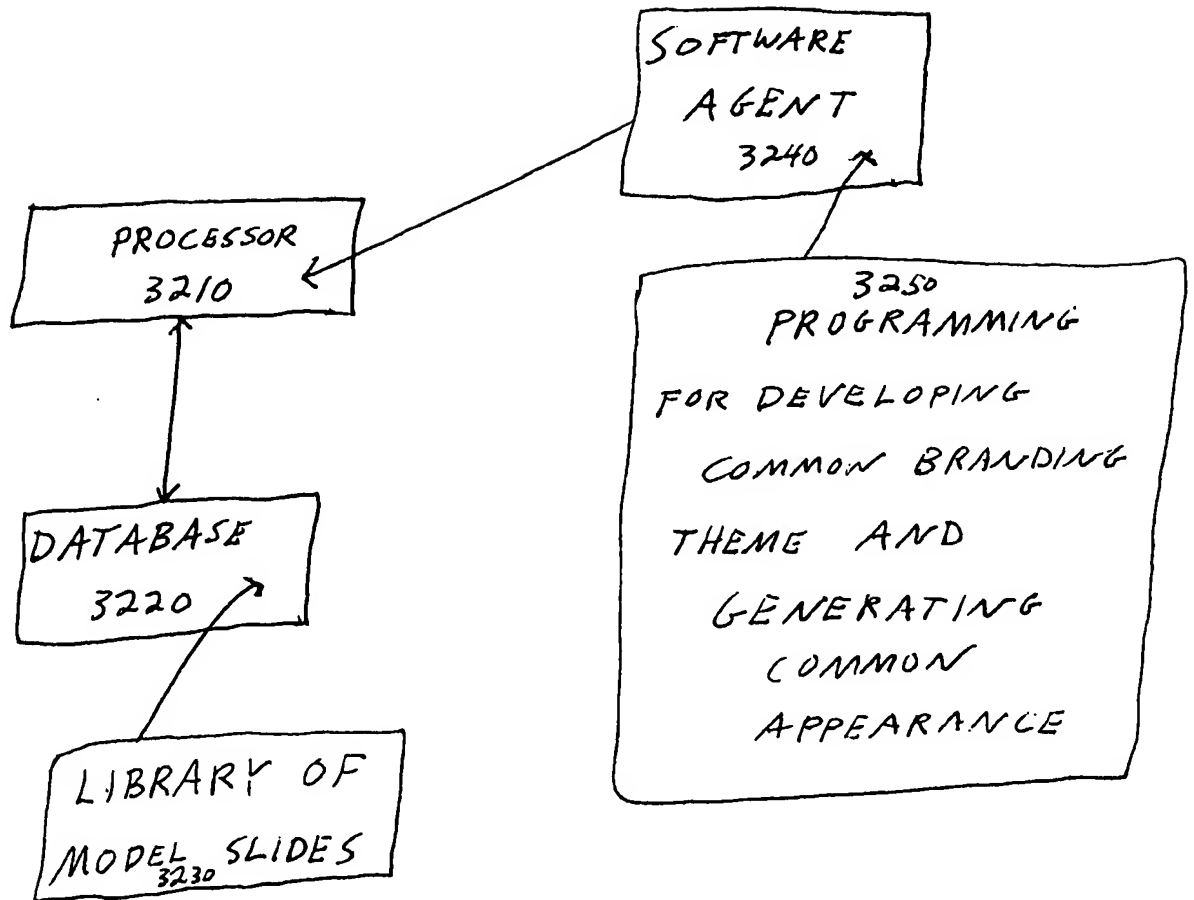 SOFTWARE
AGENT
3240
PROCESSOR
3210
3250
PROGRAMMING
FOR DEVELOPING
COMMON BRANDING
THEME AND
GENERATING
COMMON
APPEARANCE
DATABASE
3220
LIBRARY OF
MODEL SLIDES
3230